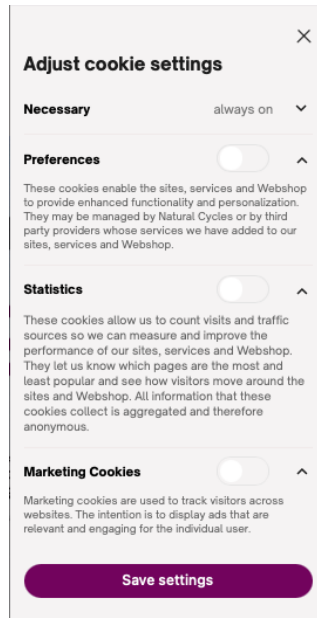 Adjust cookie settings
Necessary always on
Preferences
These cookies enable the sites, services and Webshop
to provide enhanced functionality and personalization.
They may be managed by Natural Cycles or by third
party providers whose services we have added to our
sites, services and Webshop.
Statistics
These cookies allow us to count visits and traffic
sources so we can measure and improve the
performance of our sites, services and Webshop.
They let us know which pages are the most and
least popular and see how visitors move around the
sites and Webshop. All information that these
cookies collect is aggregated and therefore
anonymous.
Marketing Cookies
Marketing cookies are used to track visitors across
websites. The intention is to display ads that are
relevant and engaging for the individual user.
Save settings